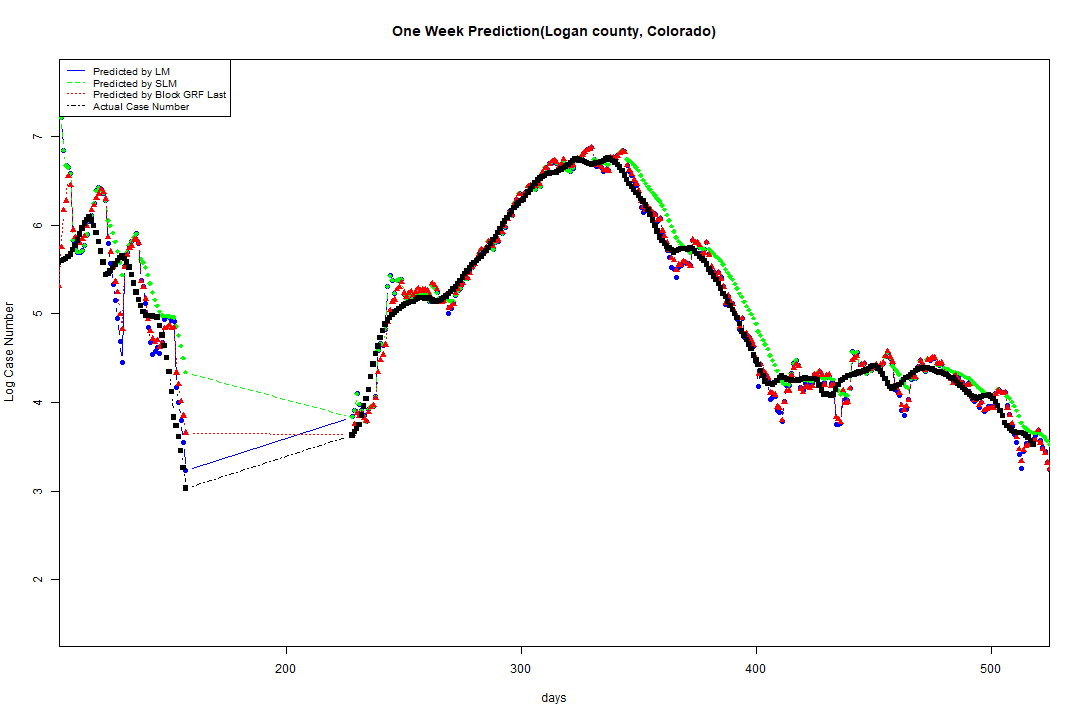 One Week Prediction(Logan county, Colorado)
Predicted by LM
Predicted by SLM
Predicted by Block GRF Last
Actual Case Number
7
6
5
4
3
2
Log Case Number
200 300 400 500
days